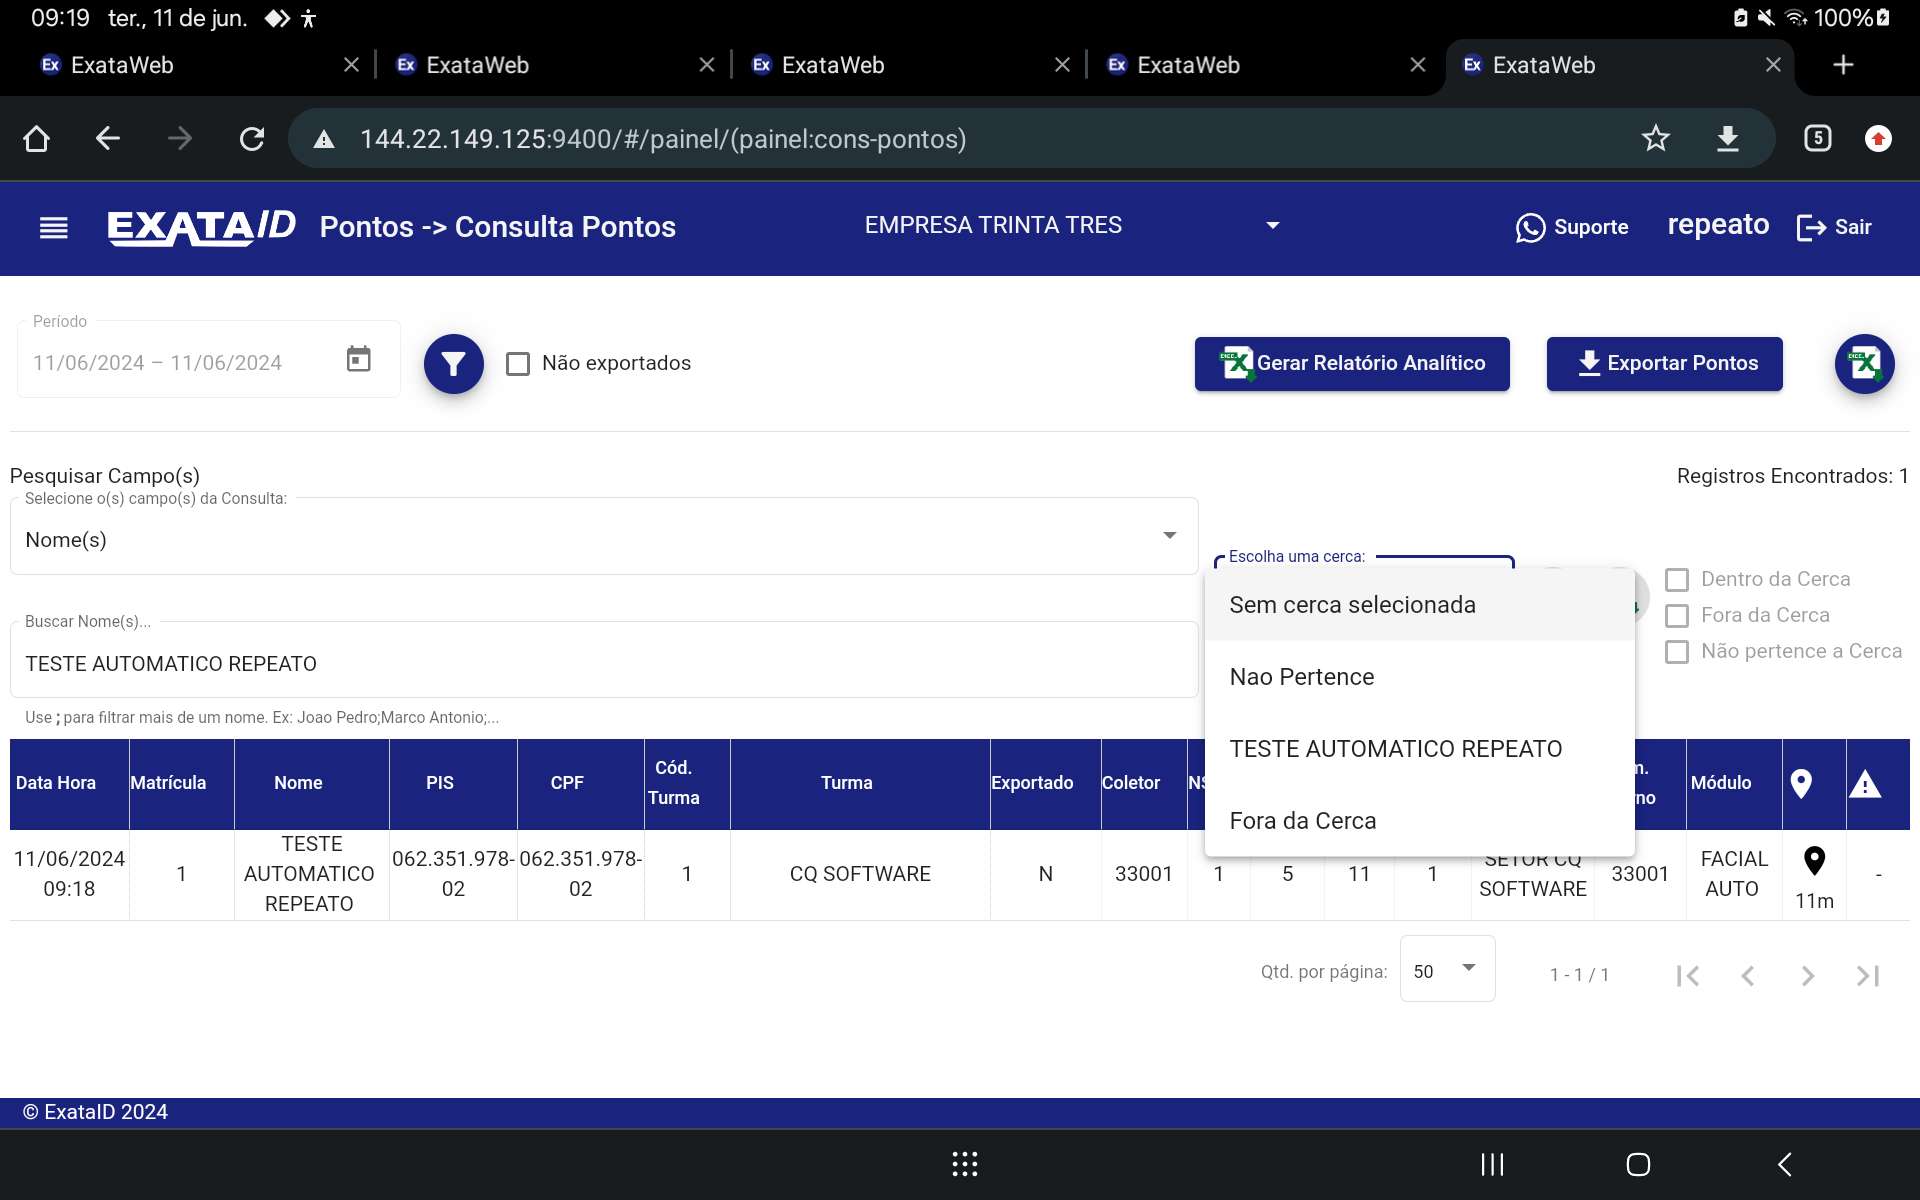 09:19 ter., 11 de jun. 100%
Ex ExataWeb
Ex ExataWeb
Ex ExataWeb
Ex ExataWeb
Ex ExataWeb
144.22.149.125:9400/#/painel/(painel:cons-pontos)
5
EXATA ID Pontos -> Consulta Pontos
EMPRESA TRINTA TRES
Suporte
repeato
Sair
Período
11/06/2024 – 11/06/2024
Não exportados
Gerar Relatório Analítico
Exportar Pontos
Pesquisar Campo(s)
Registros Encontrados: 1
Selecione o(s) campo(s) da Consulta:
Nome(s)
Escolha uma cerca:
Sem cerca selecionada
Nao Pertence
TESTE AUTOMATICO REPEATO
Fora da Cerca
Dentro da Cerca
Fora da Cerca
Não pertence a Cerca
Buscar Nome(s)...
TESTE AUTOMATICO REPEATO
Use ; para filtrar mais de um nome. Ex: Joao Pedro;Marco Antonio;...
Data Hora Matrícula Nome PIS CPF Cód. Turma Turma Exportado Coletor Módulo
11/06/2024 09:18
1
TESTE AUTOMATICO REPEATO
062.351.978-02
062.351.978-02
1
CQ SOFTWARE
N
33001
1
5
11
1
SETOR CQ SOFTWARE
33001
FACIAL AUTO
11m
-
Qtd. por página: 50 1 - 1 / 1
© ExataID 2024